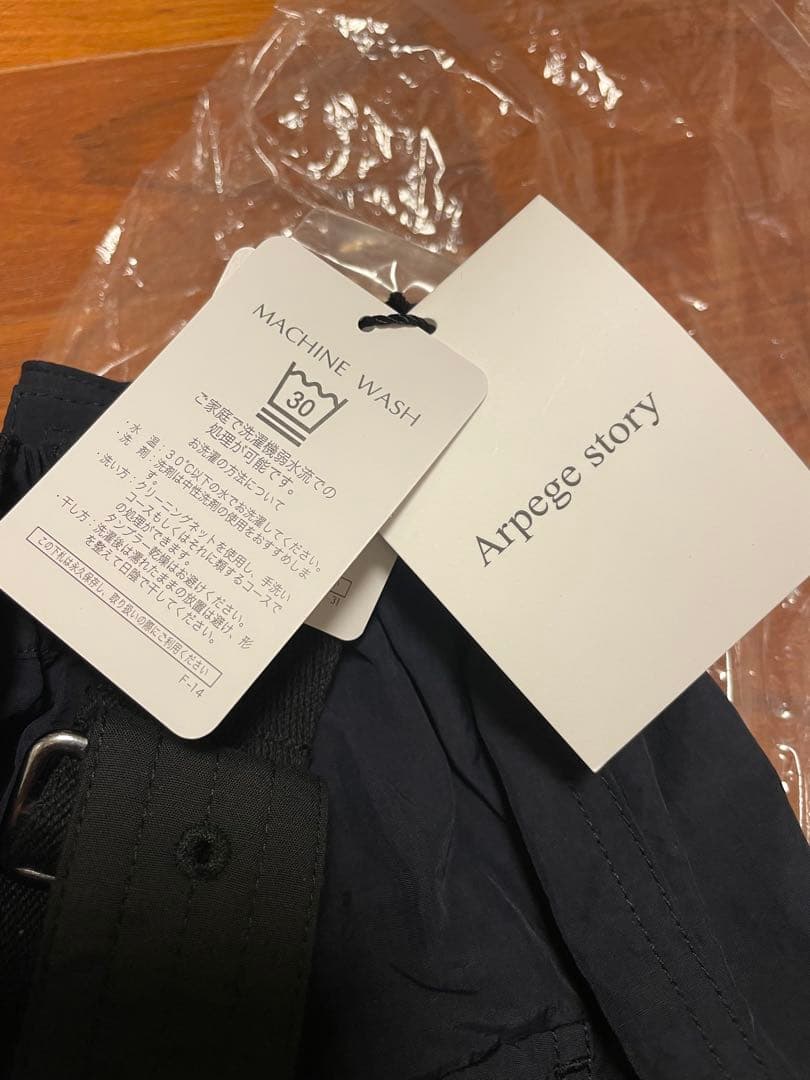 MACHINE WASH
30
ご家庭で洗濯機弱水流での
処理が可能です。
お洗濯の方法について
・水　温：30℃以下の水でお洗濯してください。
・洗　剤：洗剤は中性洗剤の使用をおすすめしま
す。
・洗い方：クリーニングネットを使用し、手洗い
コースもしくはそれに類するコースで
の処理ができます。
タンブラー乾燥はお避けください。
・干し方：洗濯後は濡れたままの放置は避け、形
を整えて日陰で干してください。
この下札は永久保存し、取り扱いの際にご利用ください
F-14
Arpege story
31